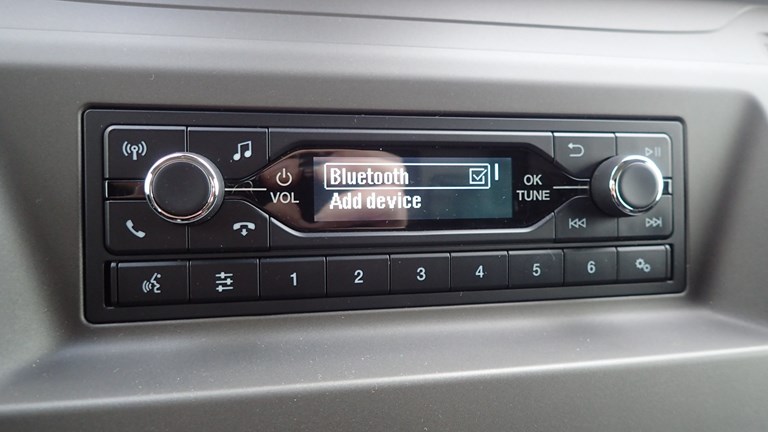 Bluetooth
Add device
VOL
OK
TUNE
1 2 3 4 5 6